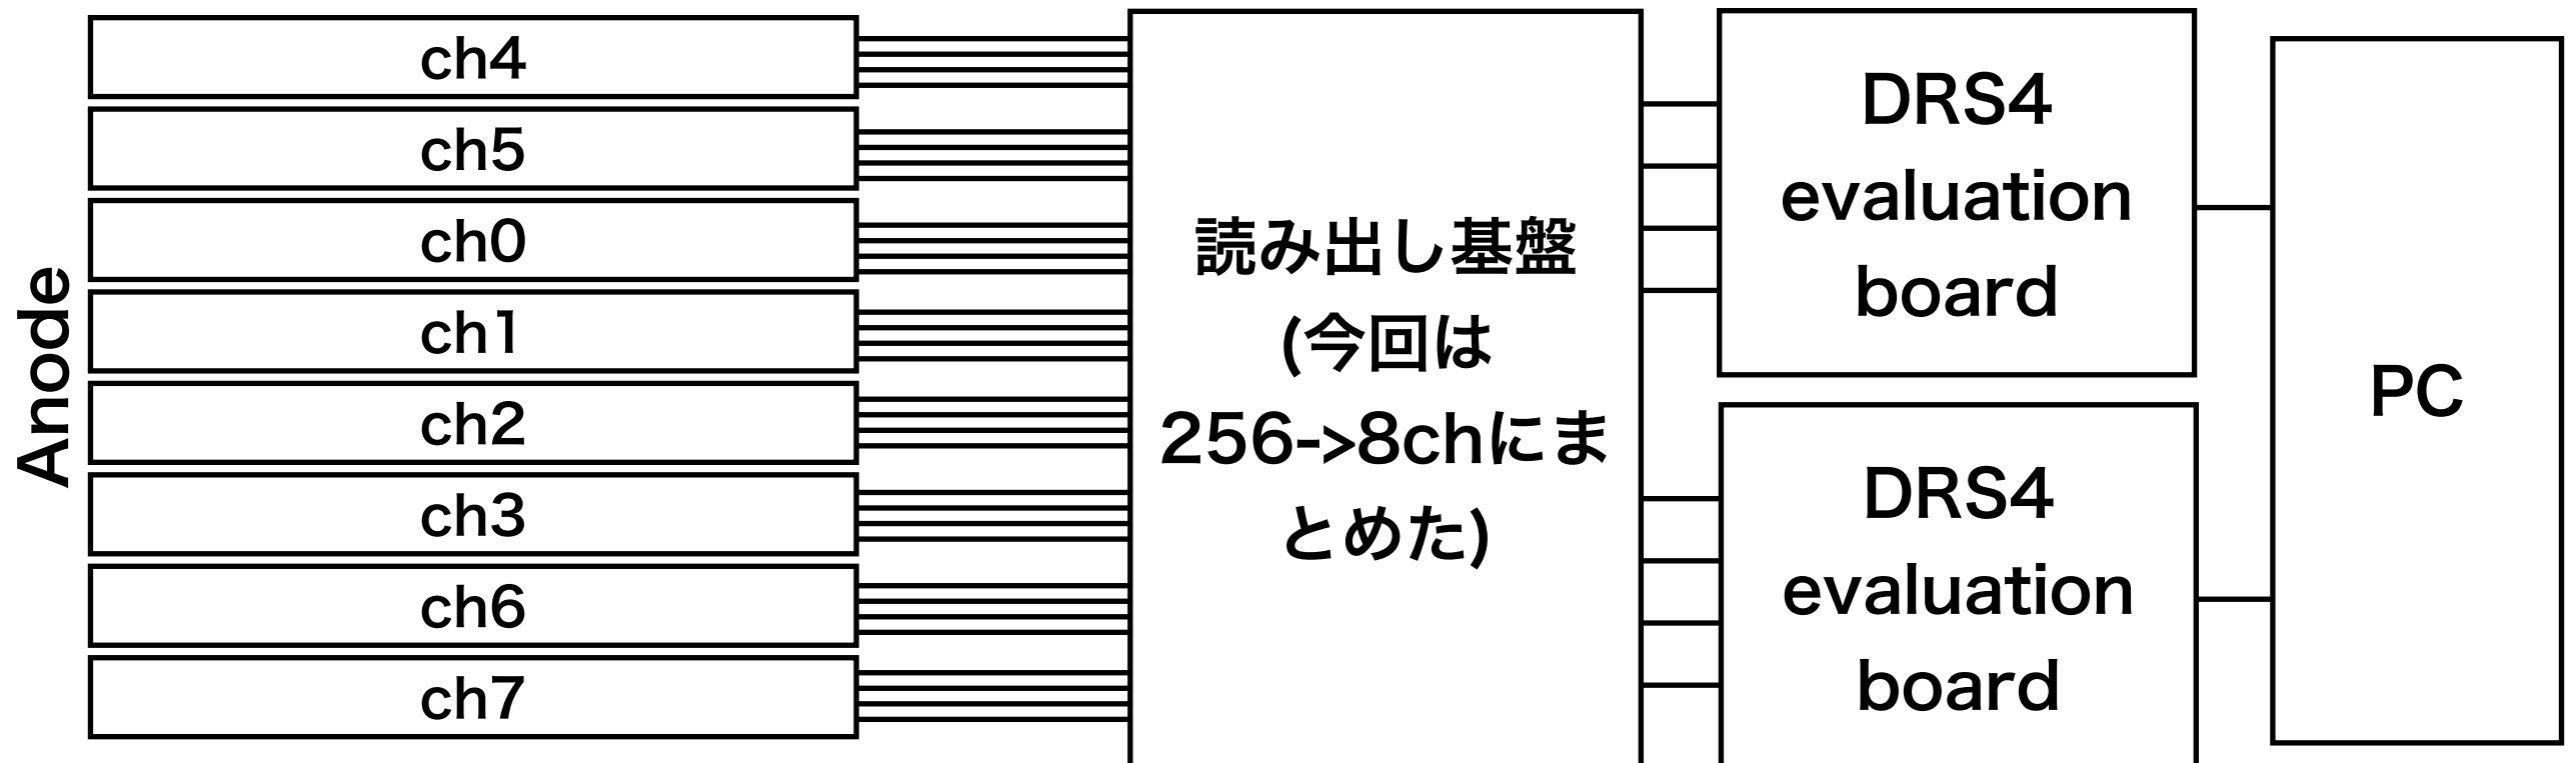 Anode
ch4
ch5
ch0
ch1
ch2
ch3
ch6
ch7
読み出し基盤
(今回は
256->8chにま
とめた)
DRS4
evaluation
board
DRS4
evaluation
board
PC